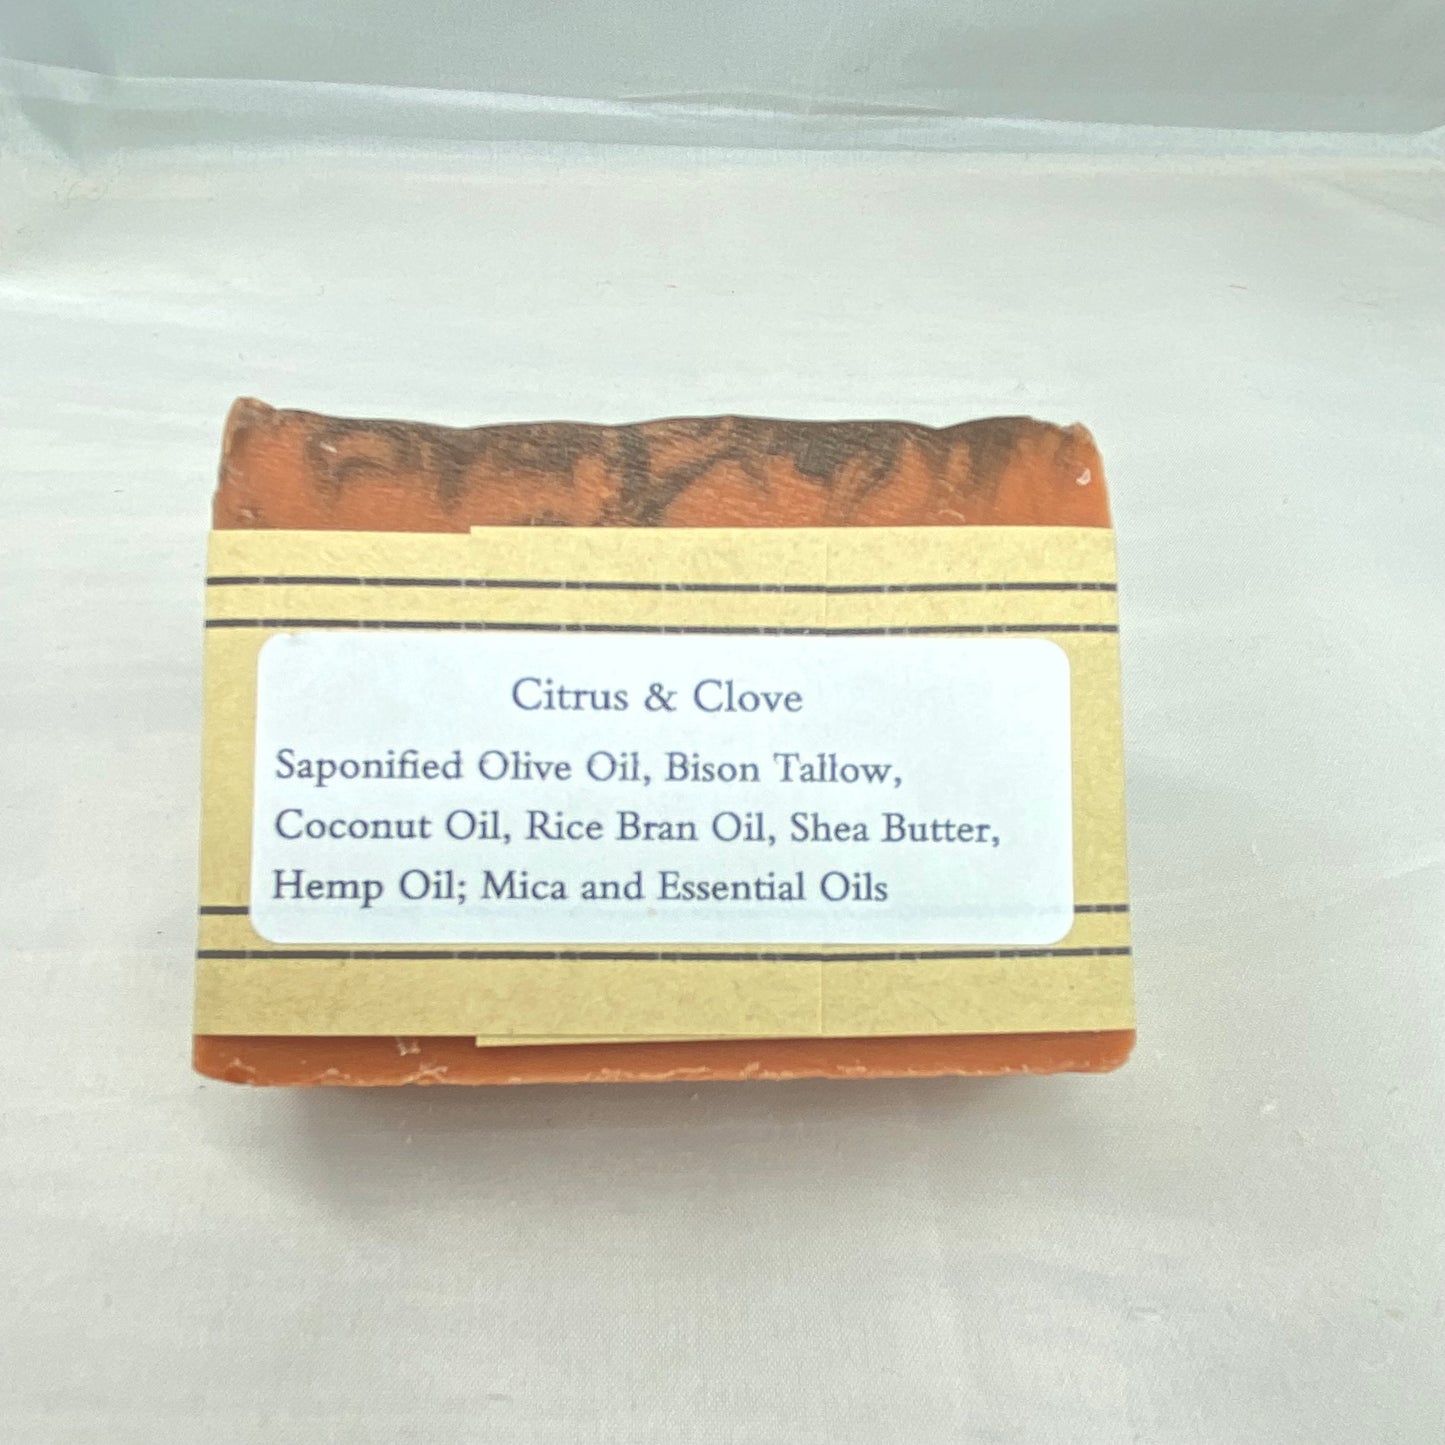 Citrus & Clove
Saponified Olive Oil, Bison Tallow,
Coconut Oil, Rice Bran Oil, Shea Butter,
Hemp Oil; Mica and Essential Oils